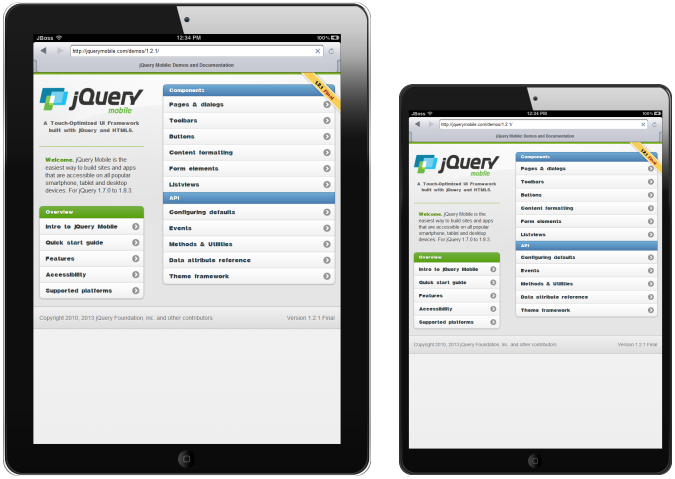 JBoss 12:34 PM 100%
http://jquerymobile.com/demos/1.2.1/
jQuery Mobile: Demos and Documentation
jQuery
mobile
A Touch-Optimized UI Framework
built with jQuery and HTML5.
Welcome. jQuery Mobile is the
easiest way to build sites and apps
that are accessible on all popular
smartphone, tablet and desktop
devices. For jQuery 1.7.0 to 1.8.3.
Overview
Intro to jQuery Mobile
Quick start guide
Features
Accessibility
Supported platforms
1.2.1 Final
Components
Pages & dialogs
Toolbars
Buttons
Content formatting
Form elements
Listviews
API
Configuring defaults
Events
Methods & Utilities
Data attribute reference
Theme framework
Copyright 2010, 2013 jQuery Foundation, Inc. and other contributors Version 1.2.1 Final
JBoss 12:34 PM 100%
http://jquerymobile.com/demos/1.2.1/
jQuery Mobile: Demos and Documentation
jQuery
mobile
A Touch-Optimized UI Framework
built with jQuery and HTML5.
Welcome. jQuery Mobile is the
easiest way to build sites and apps
that are accessible on all popular
smartphone, tablet and desktop
devices. For jQuery 1.7.0 to 1.8.3.
Overview
Intro to jQuery Mobile
Quick start guide
Features
Accessibility
Supported platforms
1.2.1 Final
Components
Pages & dialogs
Toolbars
Buttons
Content formatting
Form elements
Listviews
API
Configuring defaults
Events
Methods & Utilities
Data attribute reference
Theme framework
Copyright 2010, 2013 jQuery Foundation, Inc. and other contributors Version 1.2.1 Final